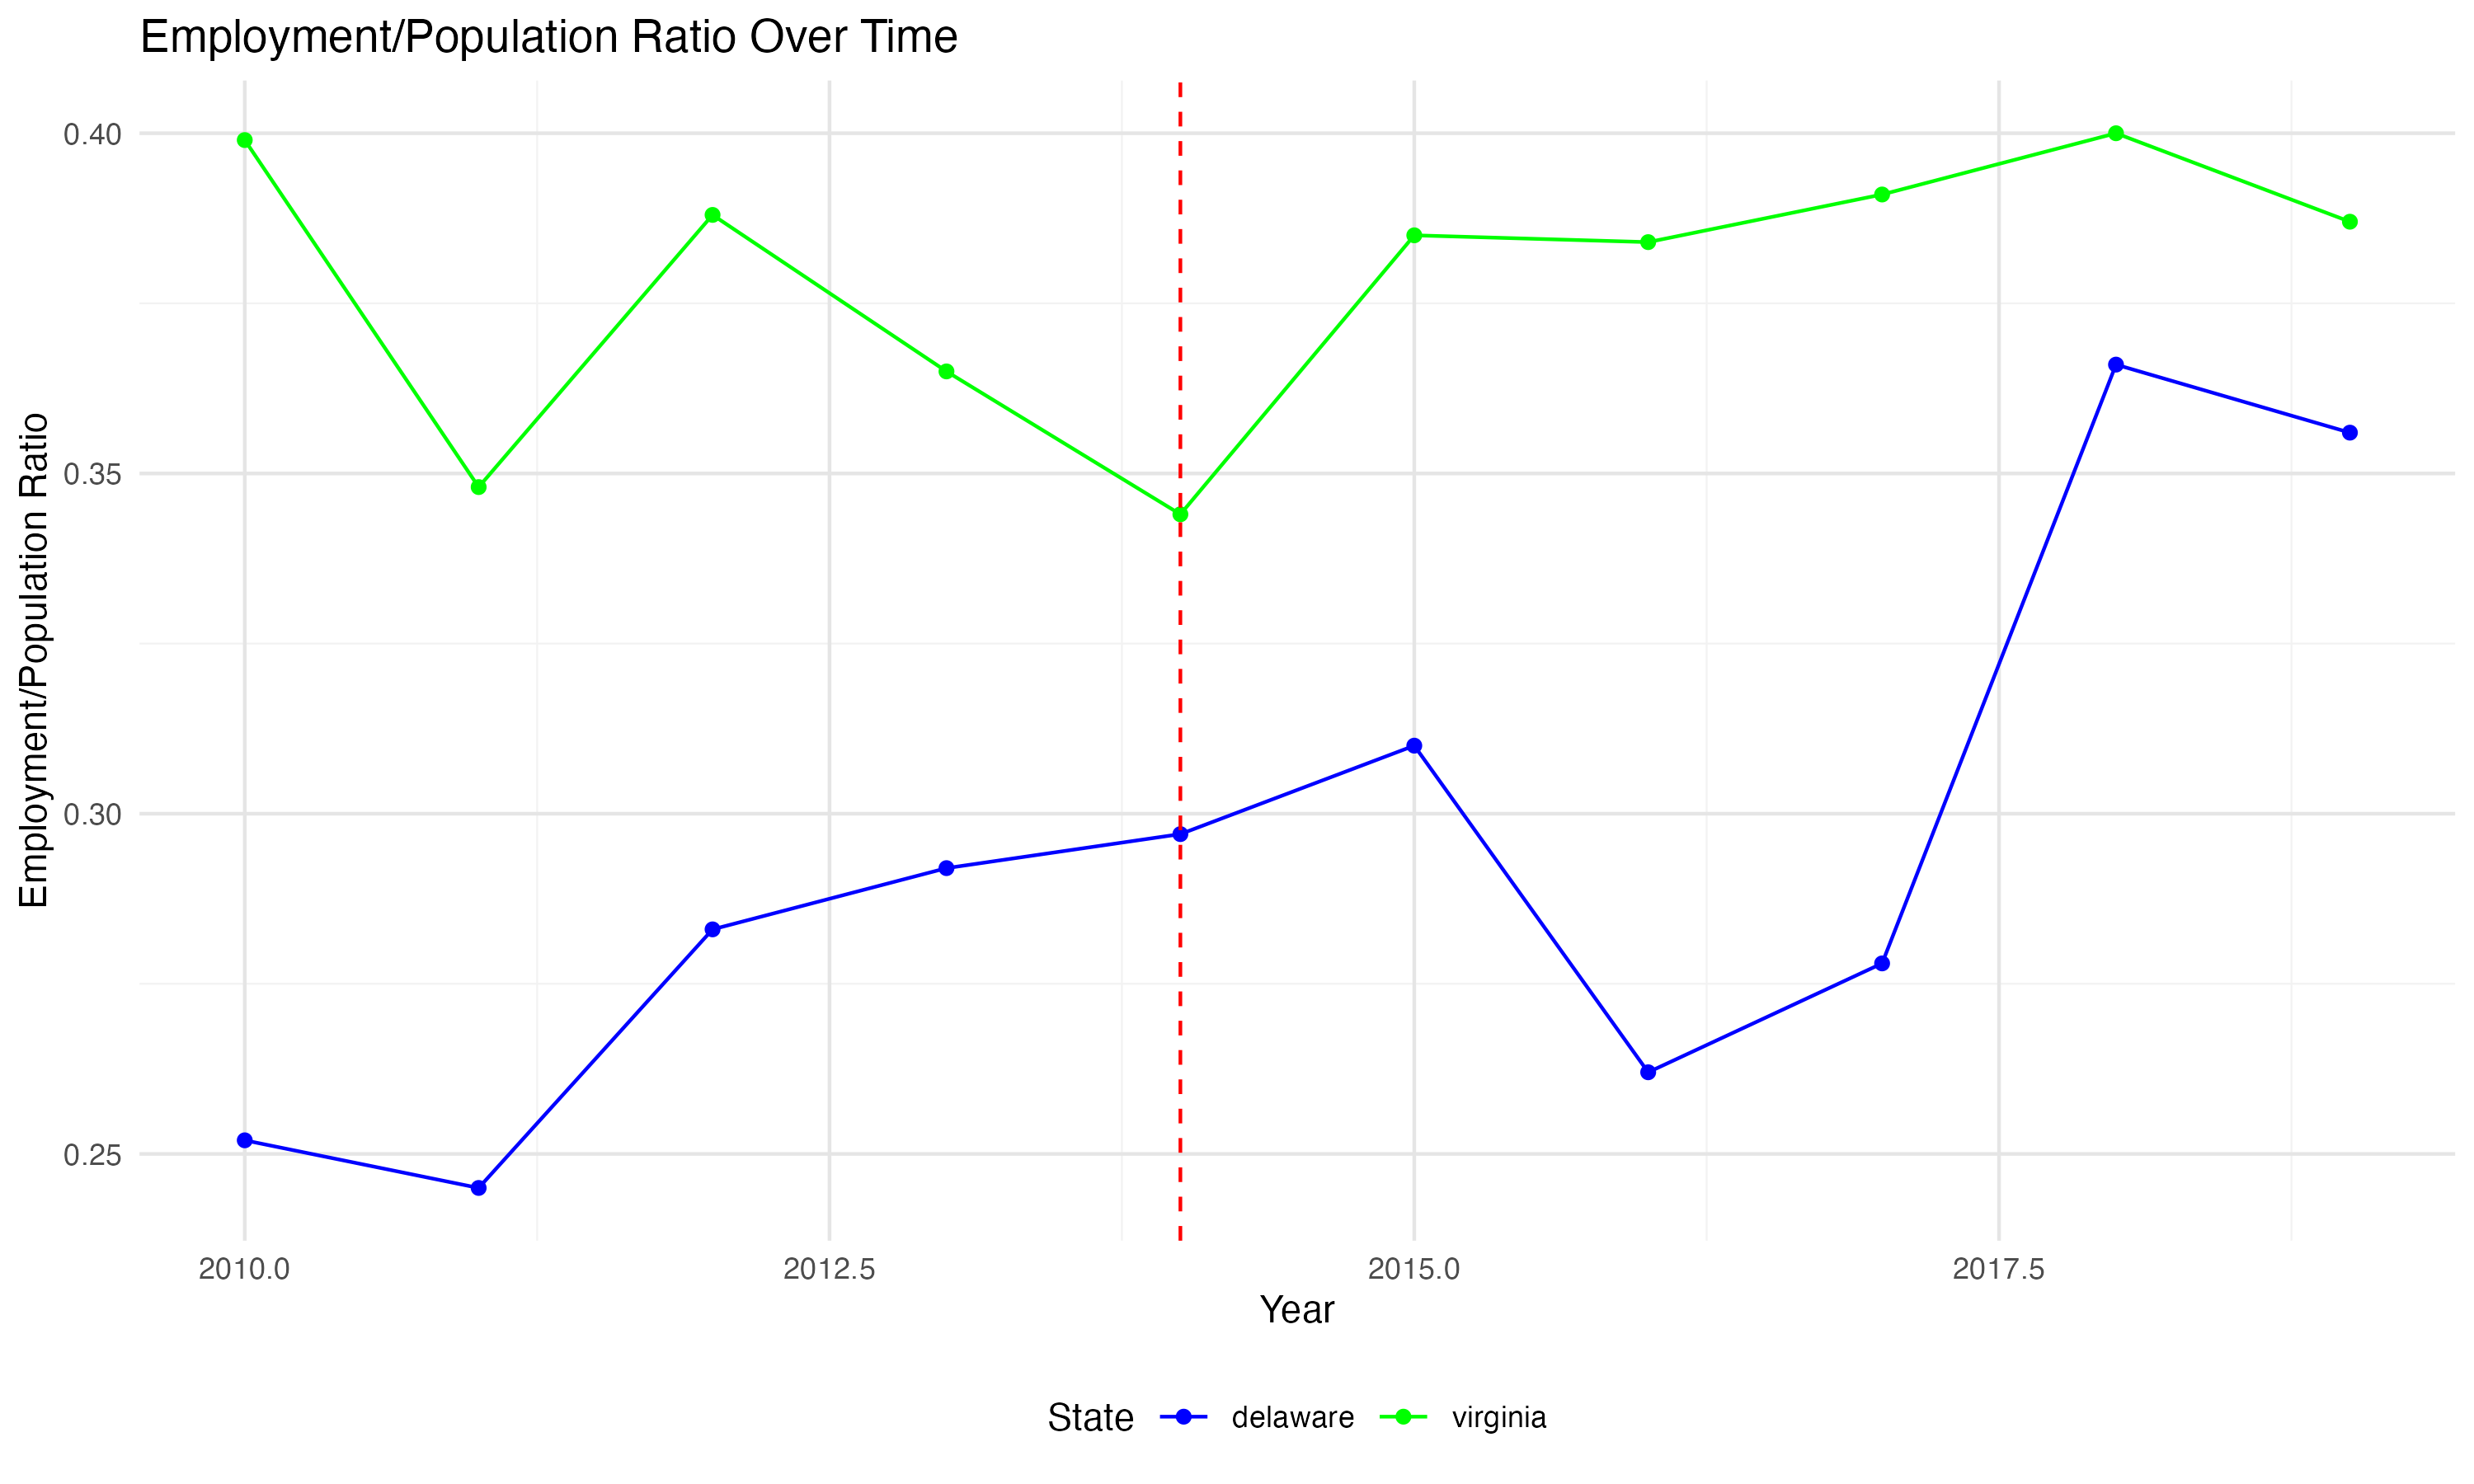 Employment/Population Ratio Over Time
Employment/Population Ratio
0.40
0.35
0.30
0.25
2010.0 2012.5 2015.0 2017.5
Year
State delaware virginia